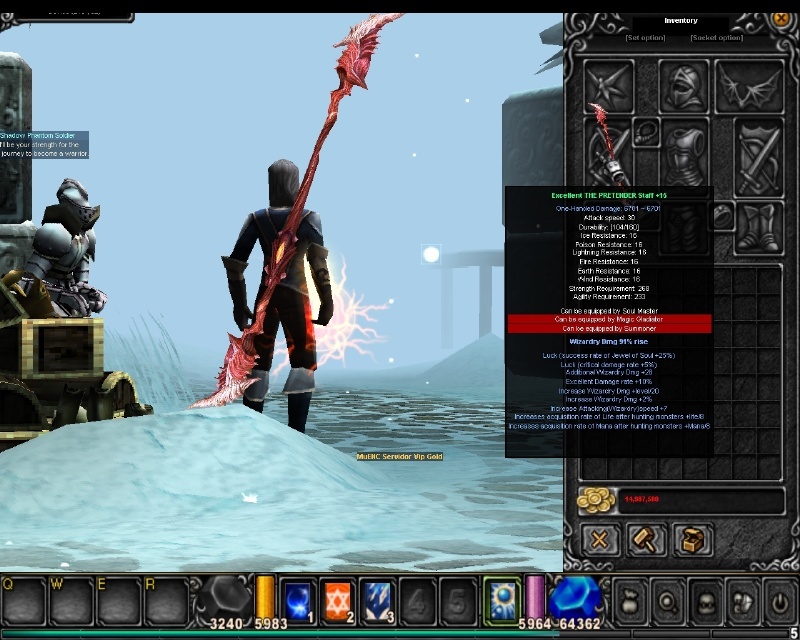 Inventory
[Set option] [Socket option]
Shadow Phantom Soldier
I'll be your strength for the
journey to become a warrior.
Excellent THE PRETENDER Staff +15
One-Handed Damage: 6701 ~ 6701
Attack speed: 30
Durability: [104/160]
Ice Resistance: 16
Poison Resistance: 16
Lightning Resistance: 16
Fire Resistance: 16
Earth Resistance: 16
Wind Resistance: 16
Strength Requirement: 268
Agility Requirement: 233
Can be equipped by Soul Master
Can be equipped by Magic Gladiator
Can be equipped by Summoner
Wizardry Dmg 91% rise
Luck (success rate of Jewel of Soul +25%)
Luck (critical damage rate +5%)
Additional Wizardry Dmg +28
Excellent Damage rate +10%
Increase Wizardry Dmg +level/20
Increase Wizardry Dmg +2%
Increase Attacking(Wizardry)speed +7
Increases acquisition rate of Life after hunting monsters +life/8
Increases acquisition rate of Mana after hunting monsters +Mana/8
MuEliC Servidor Vip Gold
Q W E R
1 2 3 4 5
3240 5983 5964 64362
5